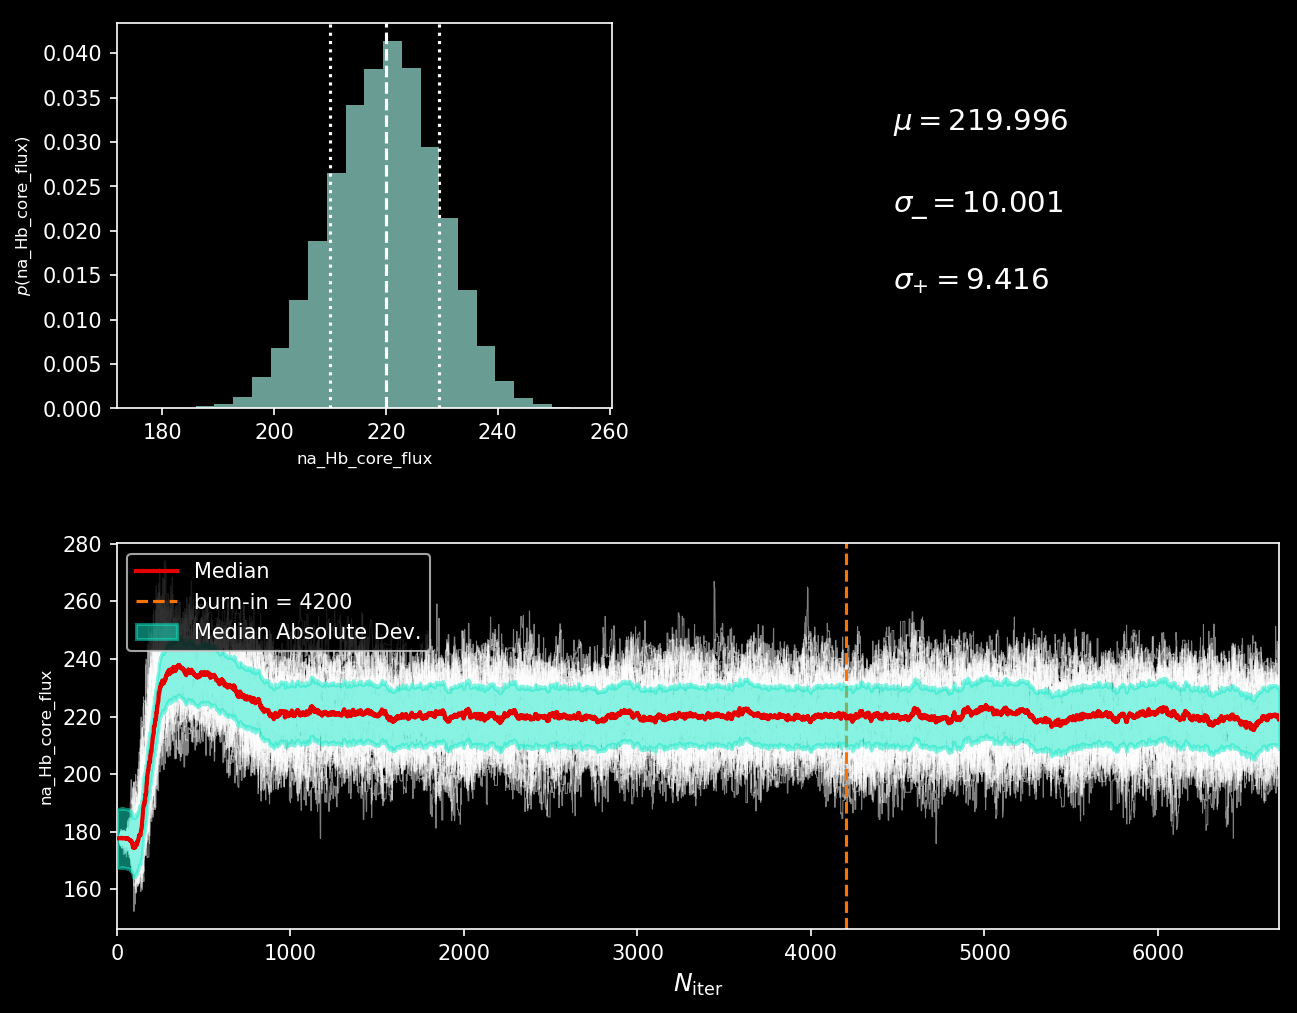 0.040
0.035
0.030
0.025
0.020
0.015
0.010
0.005
0.000
p(na_Hb_core_flux)
180 200 220 240 260
na_Hb_core_flux
μ = 219.996
σ_ = 10.001
σ+ = 9.416
280
260
240
220
200
180
160
na_Hb_core_flux
Median
burn-in = 4200
Median Absolute Dev.
0 1000 2000 3000 4000 5000 6000
Niter